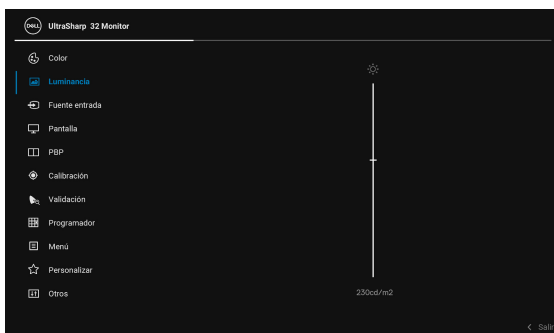 DELL UltraSharp 32 Monitor
Color
Luminancia
Fuente entrada
Pantalla
PBP
Calibración
Validación
Programador
Menú
Personalizar
Otros
230cd/m2
Salir